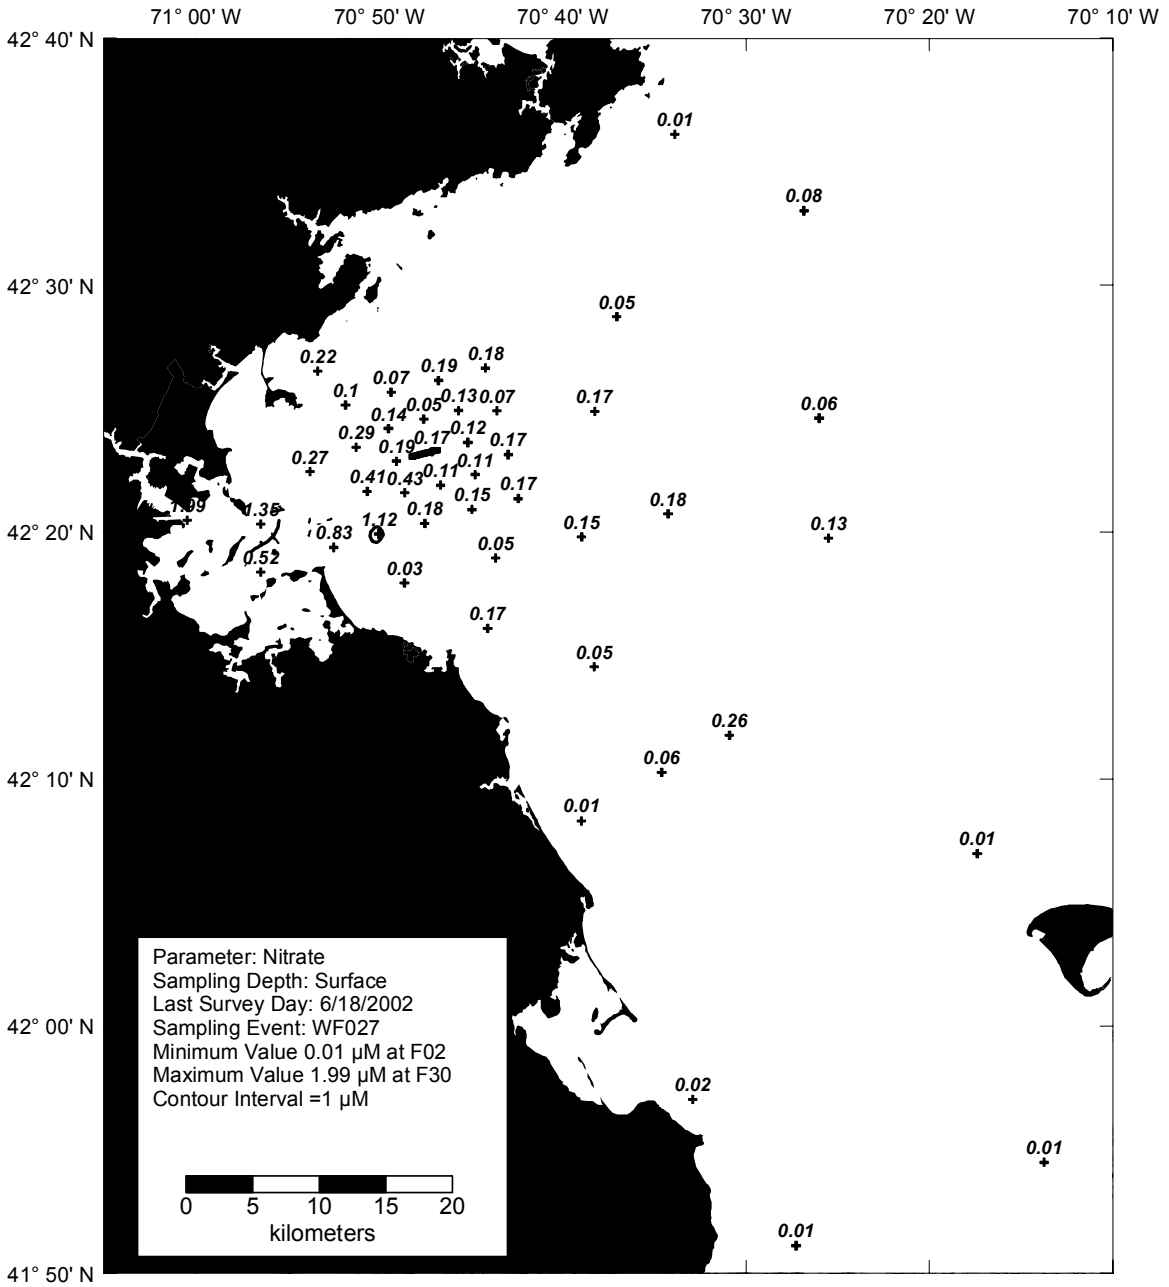 71° 00' W 70° 50' W 70° 40' W 70° 30' W 70° 20' W 70° 10' W
42° 40' N
0.01
0.08
42° 30' N
0.05
0.22
0.18
0.19
0.07
0.1
0.13
0.07
0.05
0.17
0.06
0.14
0.12
0.29
0.17
0.17
0.19
0.27
0.11
0.11
0.41
0.43
0.17
0.15
0.18
0.18
1.99
1.35
1.12
0.15
0.13
42° 20' N
0.83
0.05
0.52
0.03
0.17
0.05
0.26
0.06
42° 10' N
0.01
0.01
Parameter: Nitrate
Sampling Depth: Surface
Last Survey Day: 6/18/2002
Sampling Event: WF027
Minimum Value 0.01 µM at F02
Maximum Value 1.99 µM at F30
Contour Interval =1 µM
42° 00' N
0.02
0.01
0 5 10 15 20
kilometers
0.01
41° 50' N